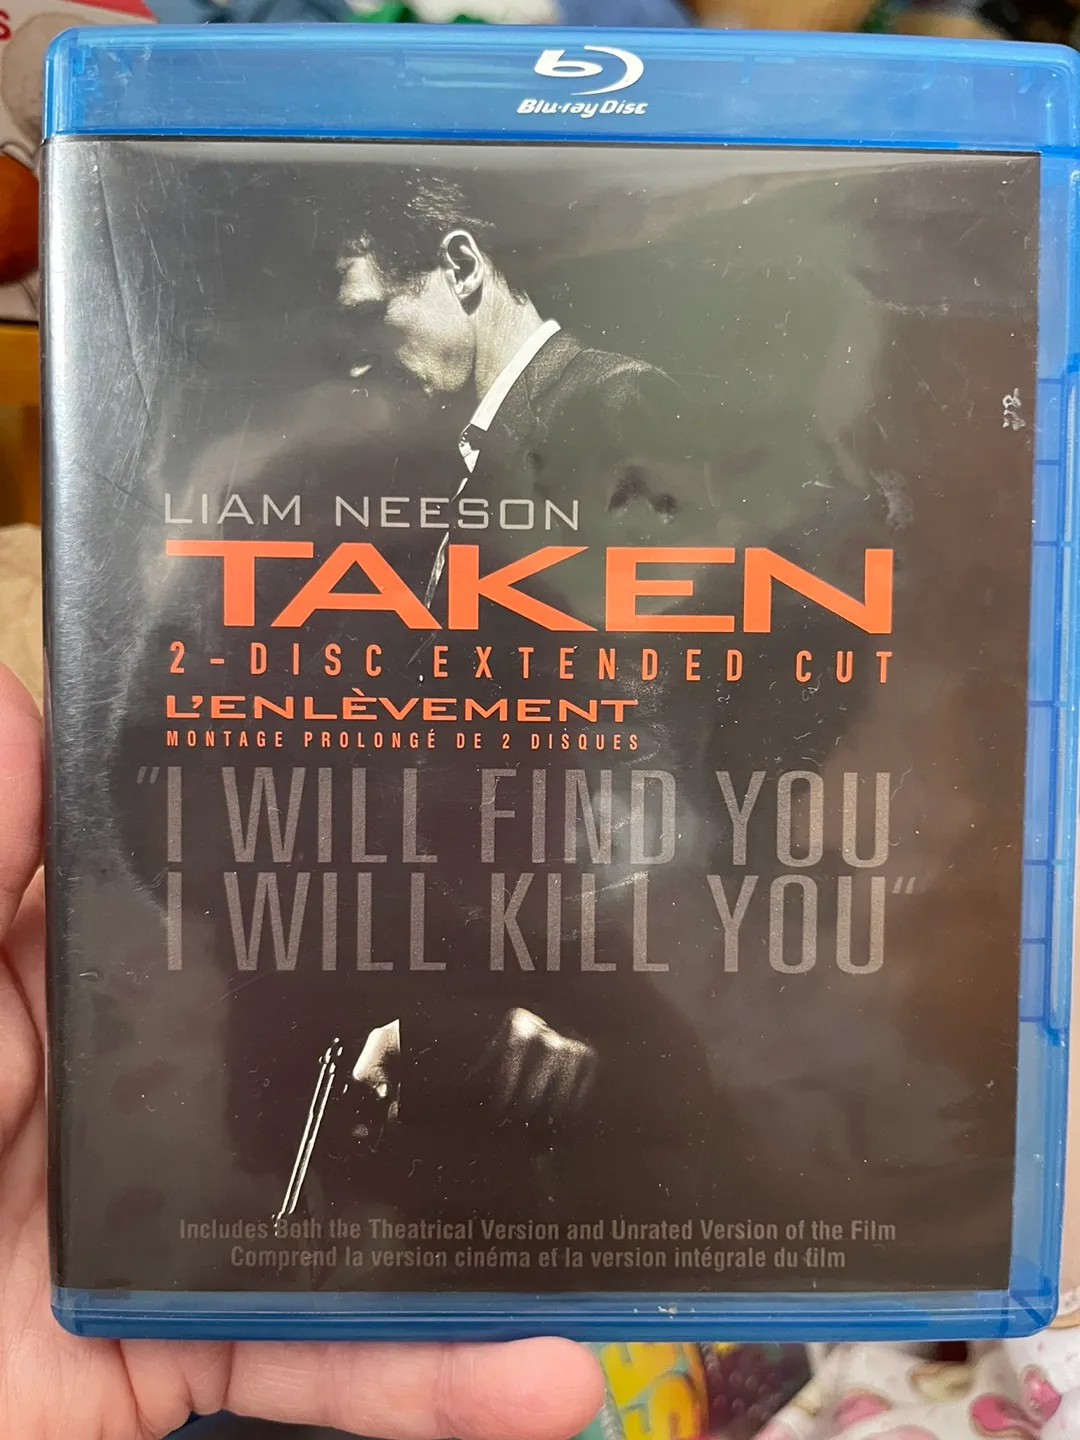 Blu-ray Disc
LIAM NEESON
TAKEN
2-DISC EXTENDED CUT
L'ENLÈVEMENT
MONTAGE PROLONGÉ DE 2 DISQUES
"I WILL FIND YOU
I WILL KILL YOU“
Includes Both the Theatrical Version and Unrated Version of the Film
Comprend la version cinéma et la version intégrale du film